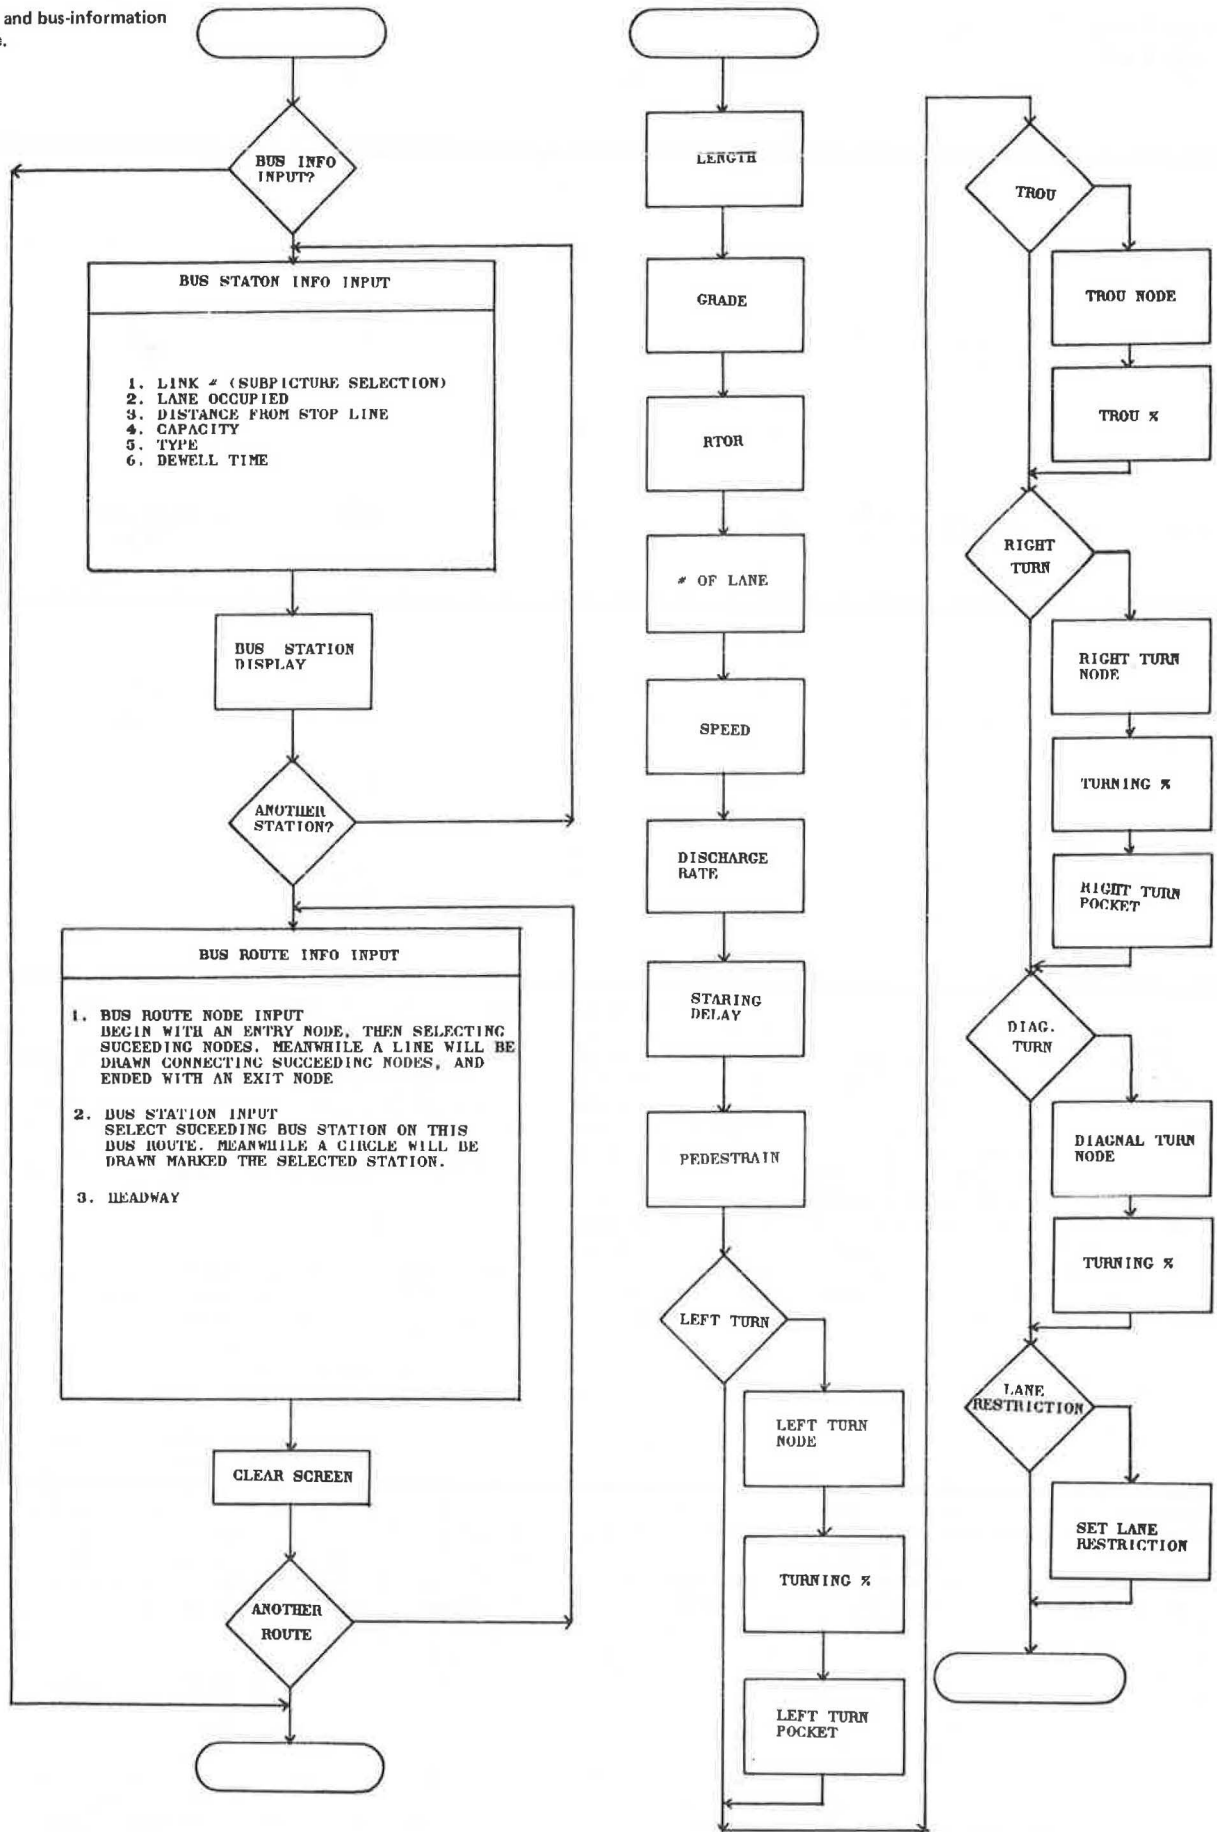 and bus-information
BUS INFO
INPUT?
BUS STATON INFO INPUT
1. LINK # (SUBPICTURE SELECTION)
2. LANE OCCUPIED
3. DISTANCE FROM STOP LINE
4. CAPACITY
5. TYPE
6. DEWELL TIME
BUS STATION
DISPLAY
ANOTHER
STATION?
BUS ROUTE INFO INPUT
1. BUS ROUTE NODE INPUT
BEGIN WITH AN ENTRY NODE, THEN SELECTING
SUCEEDING NODES. MEANWHILE A LINE WILL BE
DRAWN CONNECTING SUCCEEDING NODES, AND
ENDED WITH AN EXIT NODE
2. BUS STATION INPUT
SELECT SUCEEDING BUS STATION ON THIS
BUS ROUTE. MEANWHILE A CIRCLE WILL BE
DRAWN MARKED THE SELECTED STATION.
3. HEADWAY
CLEAR SCREEN
ANOTHER
ROUTE
LENGTH
GRADE
RTOR
# OF LANE
SPEED
DISCHARGE
RATE
STARING
DELAY
PEDESTRAIN
LEFT TURN
LEFT TURN
NODE
TURNING %
LEFT TURN
POCKET
TROU
TROU NODE
TROU %
RIGHT
TURN
RIGHT TURN
NODE
TURNING %
RIGHT TURN
POCKET
DIAG.
TURN
DIAGNAL TURN
NODE
TURNING %
LANE
RESTRICTION
SET LANE
RESTRICTION